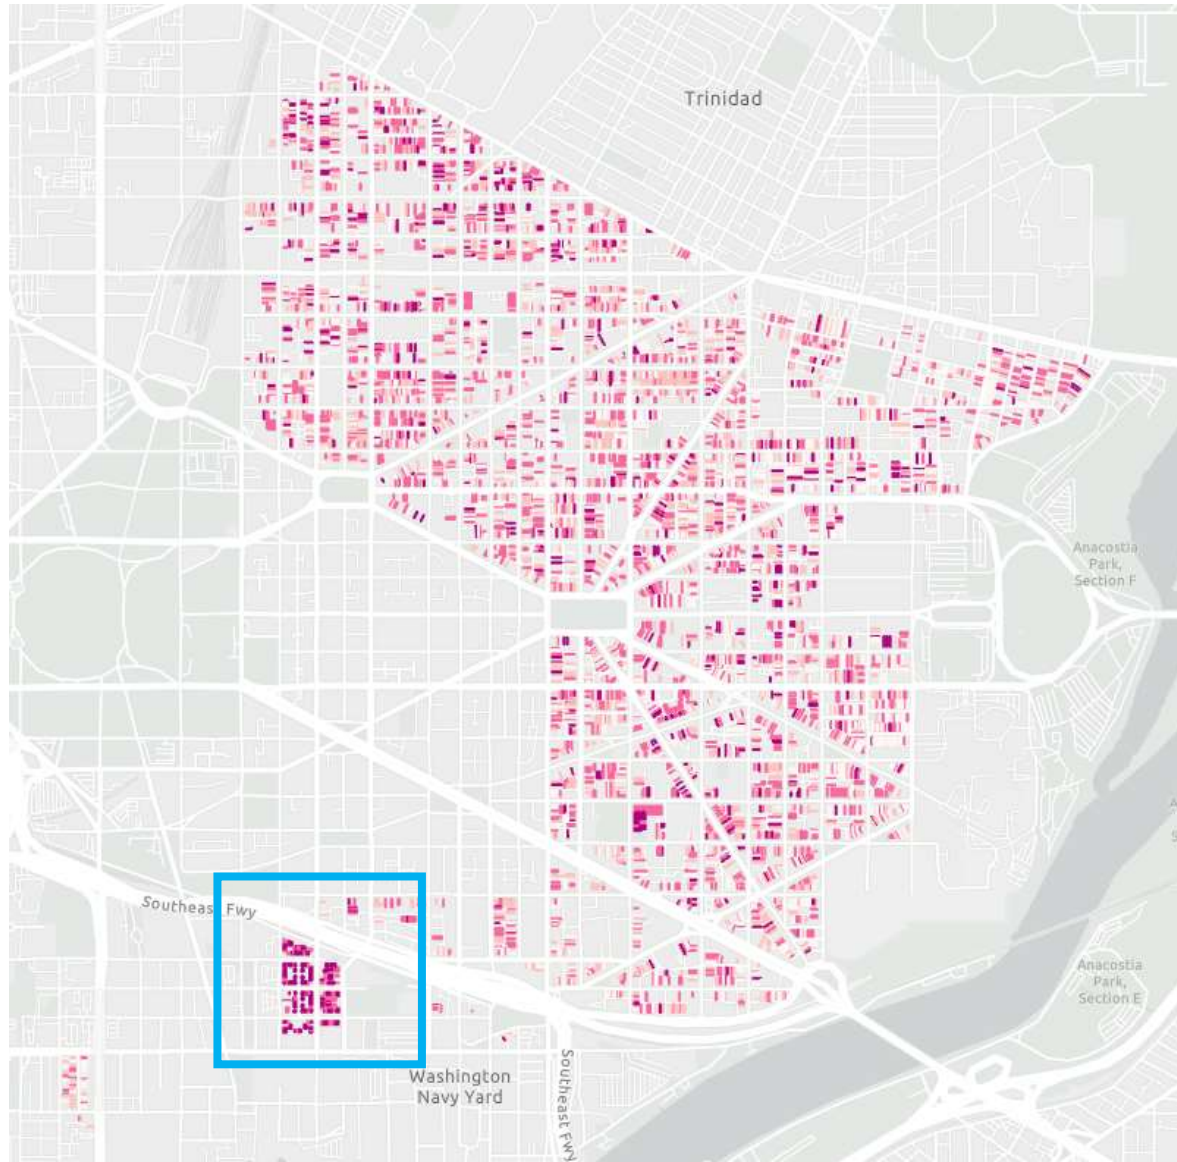 Trinidad
Anacostia
Park,
Section F
Southeast Fwy
Anacostia
Park,
Section E
Washington
Navy Yard
Southeast Fwy